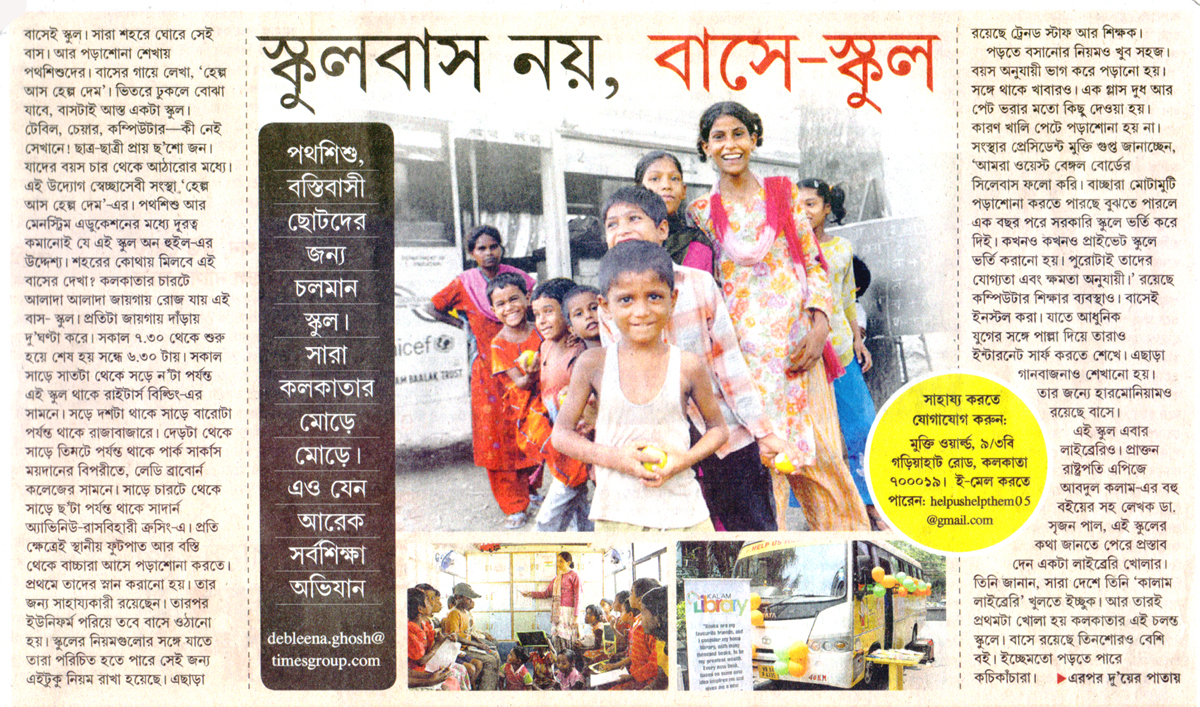 স্কুলবাস নয়, বাসে-স্কুল
বাসেই স্কুল। সারা শহরে ঘোরে সেই
বাস। আর পড়াশোনা শেখায়
পথশিশুদের। বাসের গায়ে লেখা, ‘হেল্প
আস হেল্প দেম’। ভিতরে ঢুকলে বোঝা
যাবে, বাসটাই আস্ত একটা স্কুল।
টেবিল, চেয়ার, কম্পিউটার—কী নেই
সেখানে! ছাত্র-ছাত্রী প্রায় ছ’শো জন।
যাদের বয়স চার থেকে আঠারোর মধ্যে।
এই উদ্যোগ স্বেচ্ছাসেবী সংস্থা ‘হেল্প
আস হেল্প দেম’-এর। পথশিশু আর
মেনস্ট্রিম এডুকেশনের মধ্যে দূরত্ব
কমানোই যে এই স্কুল অন হুইল-এর
উদ্দেশ্য। শহরের কোথায় মিলবে এই
বাসের দেখা? কলকাতার চারটে
আলাদা আলাদা জায়গায় রোজ যায় এই
বাস- স্কুল। প্রতিটা জায়গায় দাঁড়ায়
দু’ঘণ্টা করে। সকাল ৭.৩০ থেকে শুরু
হয়ে শেষ হয় সন্ধে ৬.৩০ টায়। সকাল
সাড়ে সাতটা থেকে সড়ে ন’টা পর্যন্ত
এই স্কুল থাকে রাইটার্স বিল্ডিং-এর
সামনে। সড়ে দশটা থাকে সাড়ে বারোটা
পর্যন্ত থাকে রাজাবাজারে। দেড়টা থেকে
সাড়ে তিনটে পর্যন্ত থাকে পার্ক সার্কাস
ময়দানের বিপরীতে, লেডি ব্রাবোর্ন
কলেজের সামনে। সাড়ে চারটে থেকে
সাড়ে ছ’টা পর্যন্ত থাকে সাদার্ন
অ্যাভিনিউ-রাসবিহারী ক্রসিং-এ। প্রতি
ক্ষেত্রেই স্থানীয় ফুটপাত আর বস্তি
থেকে বাচ্চারা আসে পড়াশোনা করতে।
প্রথমে তাদের স্নান করানো হয়। তার
জন্য সাহায্যকারী রয়েছেন। তারপর
ইউনিফর্ম পরিয়ে তবে বাসে ওঠানো
হয়। স্কুলের নিয়মগুলোর সঙ্গে যাতে
তারা পরিচিত হতে পারে সেই জন্য
এইটুকু নিয়ম রাখা হয়েছে। এছাড়া
পথশিশু,
বস্তিবাসী
ছোটদের
জন্য
চলমান
স্কুল।
সারা
কলকাতার
মোড়ে
মোড়ে।
এও যেন
আরেক
সর্বশিক্ষা
অভিযান
debleena.ghosh@
timesgroup.com
রয়েছে ট্রেনড স্টাফ আর শিক্ষক।
পড়তে বসানোর নিয়মও খুব সহজ।
বয়স অনুযায়ী ভাগ করে পড়ানো হয়।
সঙ্গে থাকে খাবারও। এক গ্লাস দুধ আর
পেট ভরার মতো কিছু দেওয়া হয়।
কারণ খালি পেটে পড়াশোনা হয় না।
সংস্থার প্রেসিডেন্ট মুক্তি গুপ্ত জানাচ্ছেন,
‘আমরা ওয়েস্ট বেঙ্গল বোর্ডের
সিলেবাস ফলো করি। বাচ্চারা মোটামুটি
পড়াশোনা করতে পারছে বুঝতে পারলে
এক বছর পরে সরকারি স্কুলে ভর্তি করে
দিই। কখনও কখনও প্রাইভেট স্কুলে
ভর্তি করানো হয়। পুরোটাই তাদের
যোগ্যতা এবং ক্ষমতা অনুযায়ী।’ রয়েছে
কম্পিউটার শিক্ষার ব্যবস্থাও। বাসেই
ইনস্টল করা। যাতে আধুনিক
যুগের সঙ্গে পাল্লা দিয়ে তারাও
ইন্টারনেট সার্ফ করতে শেখে। এছাড়া
গানবাজনাও শেখানো হয়।
তার জন্যে হারমোনিয়ামও
রয়েছে বাসে।
এই স্কুল এবার
লাইব্রেরিও। প্রাক্তন
রাষ্ট্রপতি এপিজে
আবদুল কালাম-এর বহু
বইয়ের সহ লেখক ডা.
সৃজন পাল, এই স্কুলের
কথা জানতে পেরে প্রস্তাব
দেন একটা লাইব্রেরি খোলার।
তিনি জানান, সারা দেশে তিনি ‘কালাম
লাইব্রেরি’ খুলতে ইচ্ছুক। আর তারই
প্রথমটা খোলা হয় কলকাতার এই চলন্ত
স্কুলে। বাসে রয়েছে তিনশোরও বেশি
বই। ইচ্ছেমতো পড়তে পারে
কচিকাঁচারা। ▶এরপর দু’য়ের পাতায়
সাহায্য করতে
যোগাযোগ করুন:
মুক্তি ওয়ার্ল্ড, ৯/৩বি
গড়িয়াহাট রোড, কলকাতা
৭০০০১৯। ই-মেল করতে
পারেন: helpushelpthem05
@gmail.com
DEPARTMENT OF
nicef
AM BAALAK TRUST
HELP US
KALAM
Library